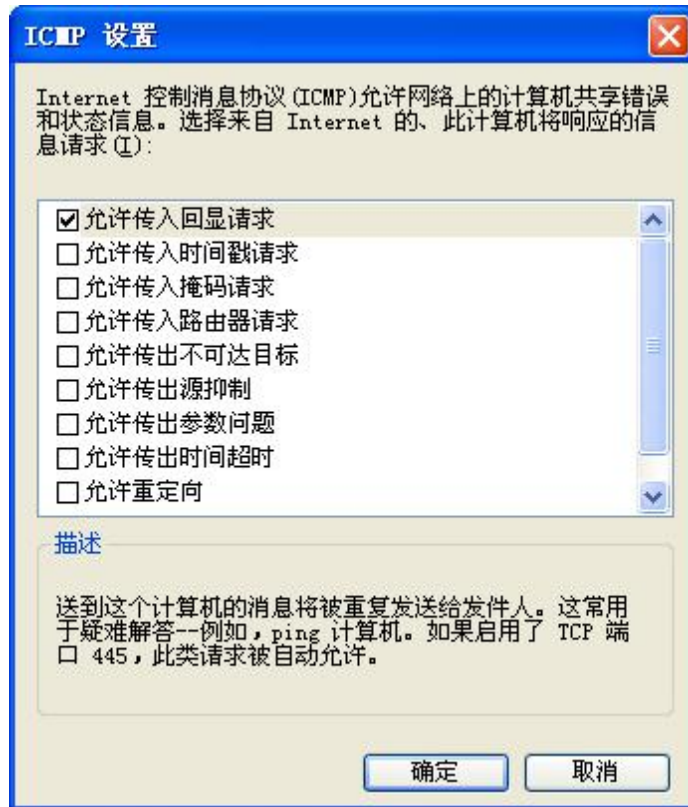 ICMP 设置
Internet 控制消息协议(ICMP)允许网络上的计算机共享错误
和状态信息。选择来自 Internet 的、此计算机将响应的信
息请求(I):
允许传入回显请求
允许传入时间戳请求
允许传入掩码请求
允许传入路由器请求
允许传出不可达目标
允许传出源抑制
允许传出参数问题
允许传出时间超时
允许重定向
描述
送到这个计算机的消息将被重复发送给发件人。这常用
于疑难解答--例如，ping 计算机。如果启用了 TCP 端
口 445，此类请求被自动允许。
确定
取消